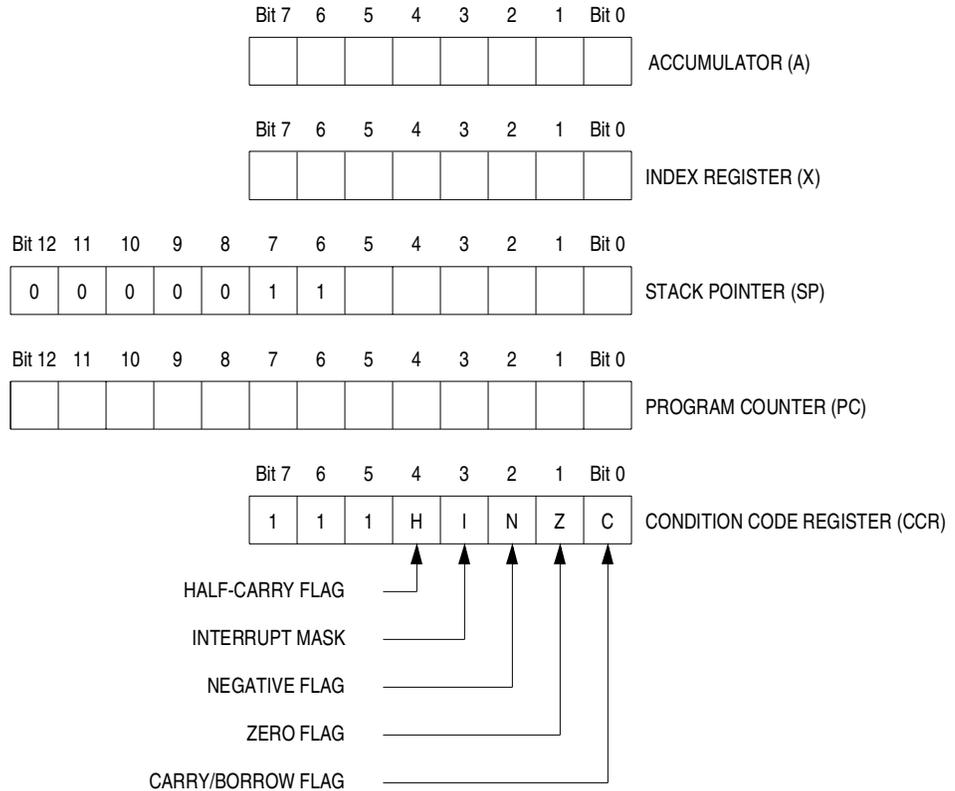 Bit 7 6 5 4 3 2 1 Bit 0
ACCUMULATOR (A)
Bit 7 6 5 4 3 2 1 Bit 0
INDEX REGISTER (X)
Bit 12 11 10 9 8 7 6 5 4 3 2 1 Bit 0
0 0 0 0 0 1 1 STACK POINTER (SP)
Bit 12 11 10 9 8 7 6 5 4 3 2 1 Bit 0
PROGRAM COUNTER (PC)
Bit 7 6 5 4 3 2 1 Bit 0
1 1 1 H I N Z C CONDITION CODE REGISTER (CCR)
HALF-CARRY FLAG
INTERRUPT MASK
NEGATIVE FLAG
ZERO FLAG
CARRY/BORROW FLAG